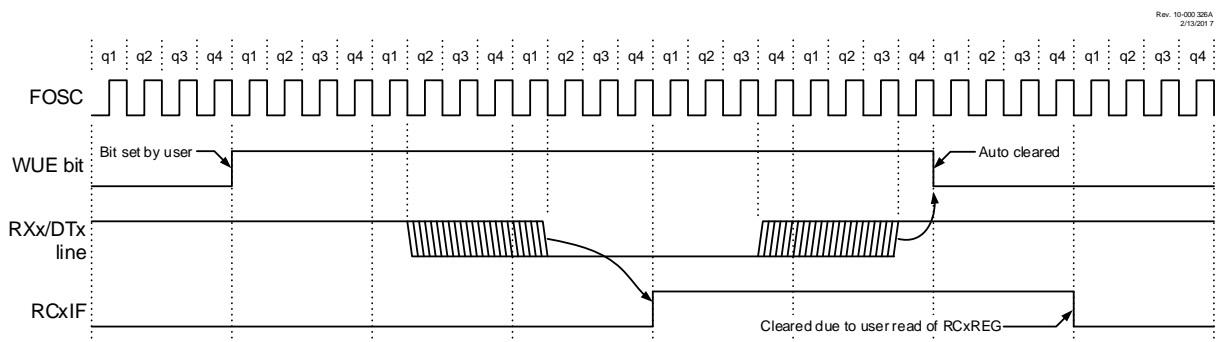 Rev. 10-000326A
2/13/2017
q1 q2 q3 q4 q1 q2 q3 q4 q1 q2 q3 q4 q1 q2 q3 q4 q1 q2 q3 q4 q1 q2 q3 q4 q1 q2 q3 q4 q1 q2 q3 q4
FOSC
WUE bit
Bit set by user
Auto cleared
RXx/DTx
line
RCxIF
Cleared due to user read of RCxREG